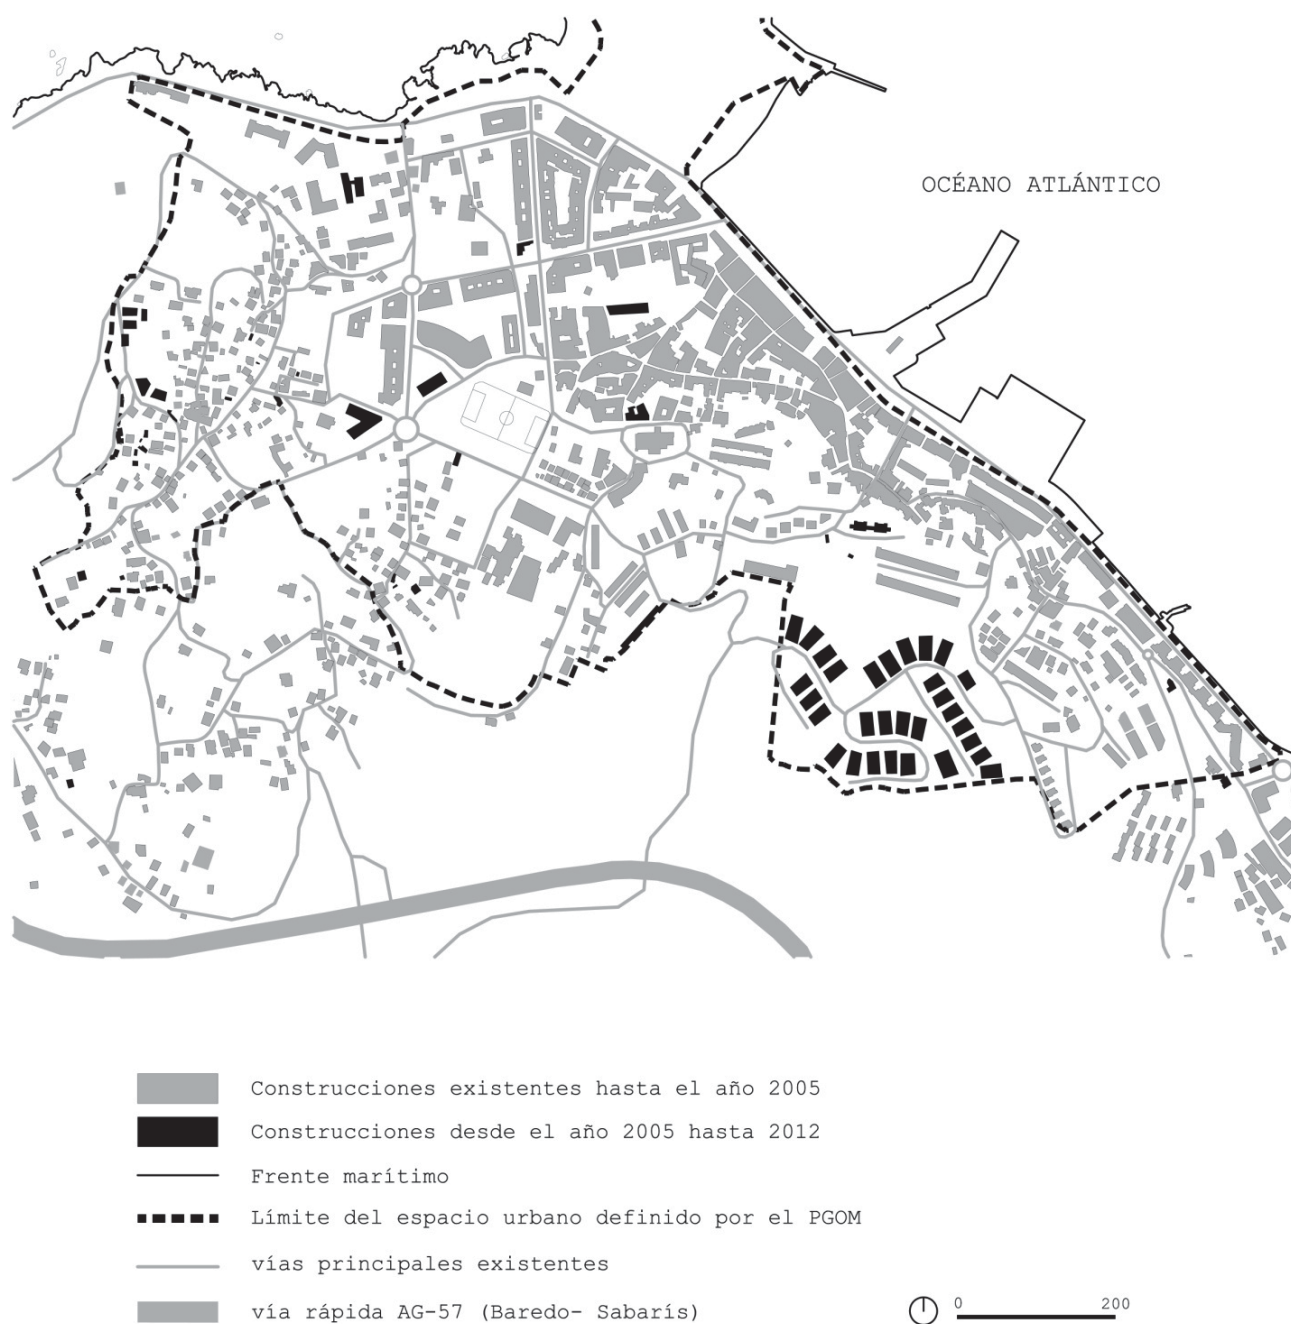 OCÉANO ATLÁNTICO
Construcciones existentes hasta el año 2005
Construcciones desde el año 2005 hasta 2012
Frente marítimo
Límite del espacio urbano definido por el PGOM
vías principales existentes
vía rápida AG-57 (Baredo- Sabarís)
0 200